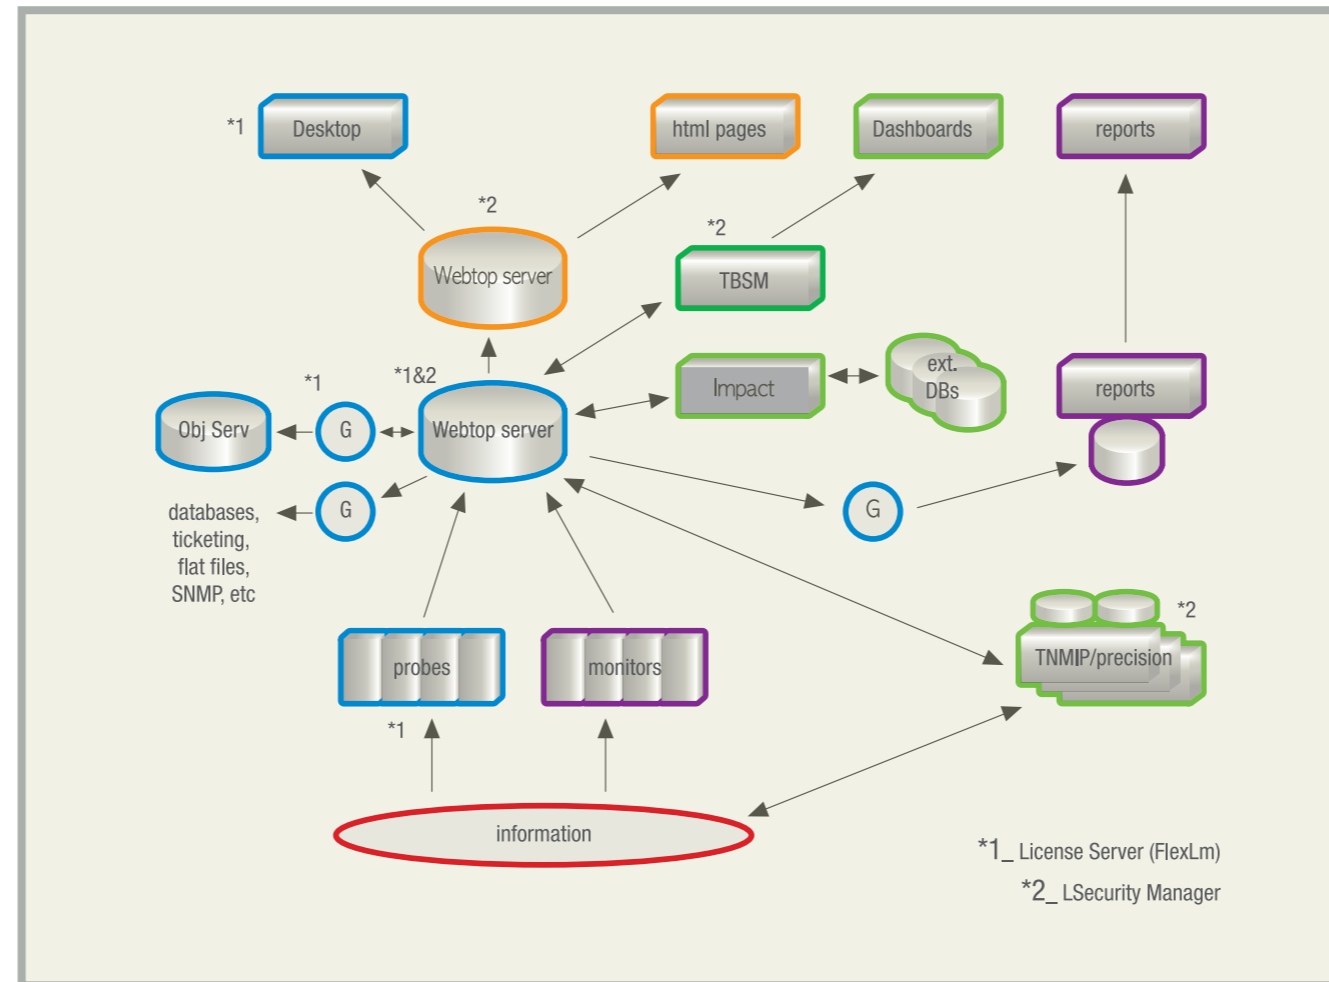 *1
Desktop
html pages
Dashboards
reports
*2
*2
Webtop server
TBSM
*1
*1&2
Impact
ext.
DBs
reports
Obj Serv
G
Webtop server
G
G
databases,
ticketing,
flat files,
SNMP, etc
*2
probes
monitors
TNMIP/precision
*1
information
*1_ License Server (FlexLm)
*2_ LSecurity Manager